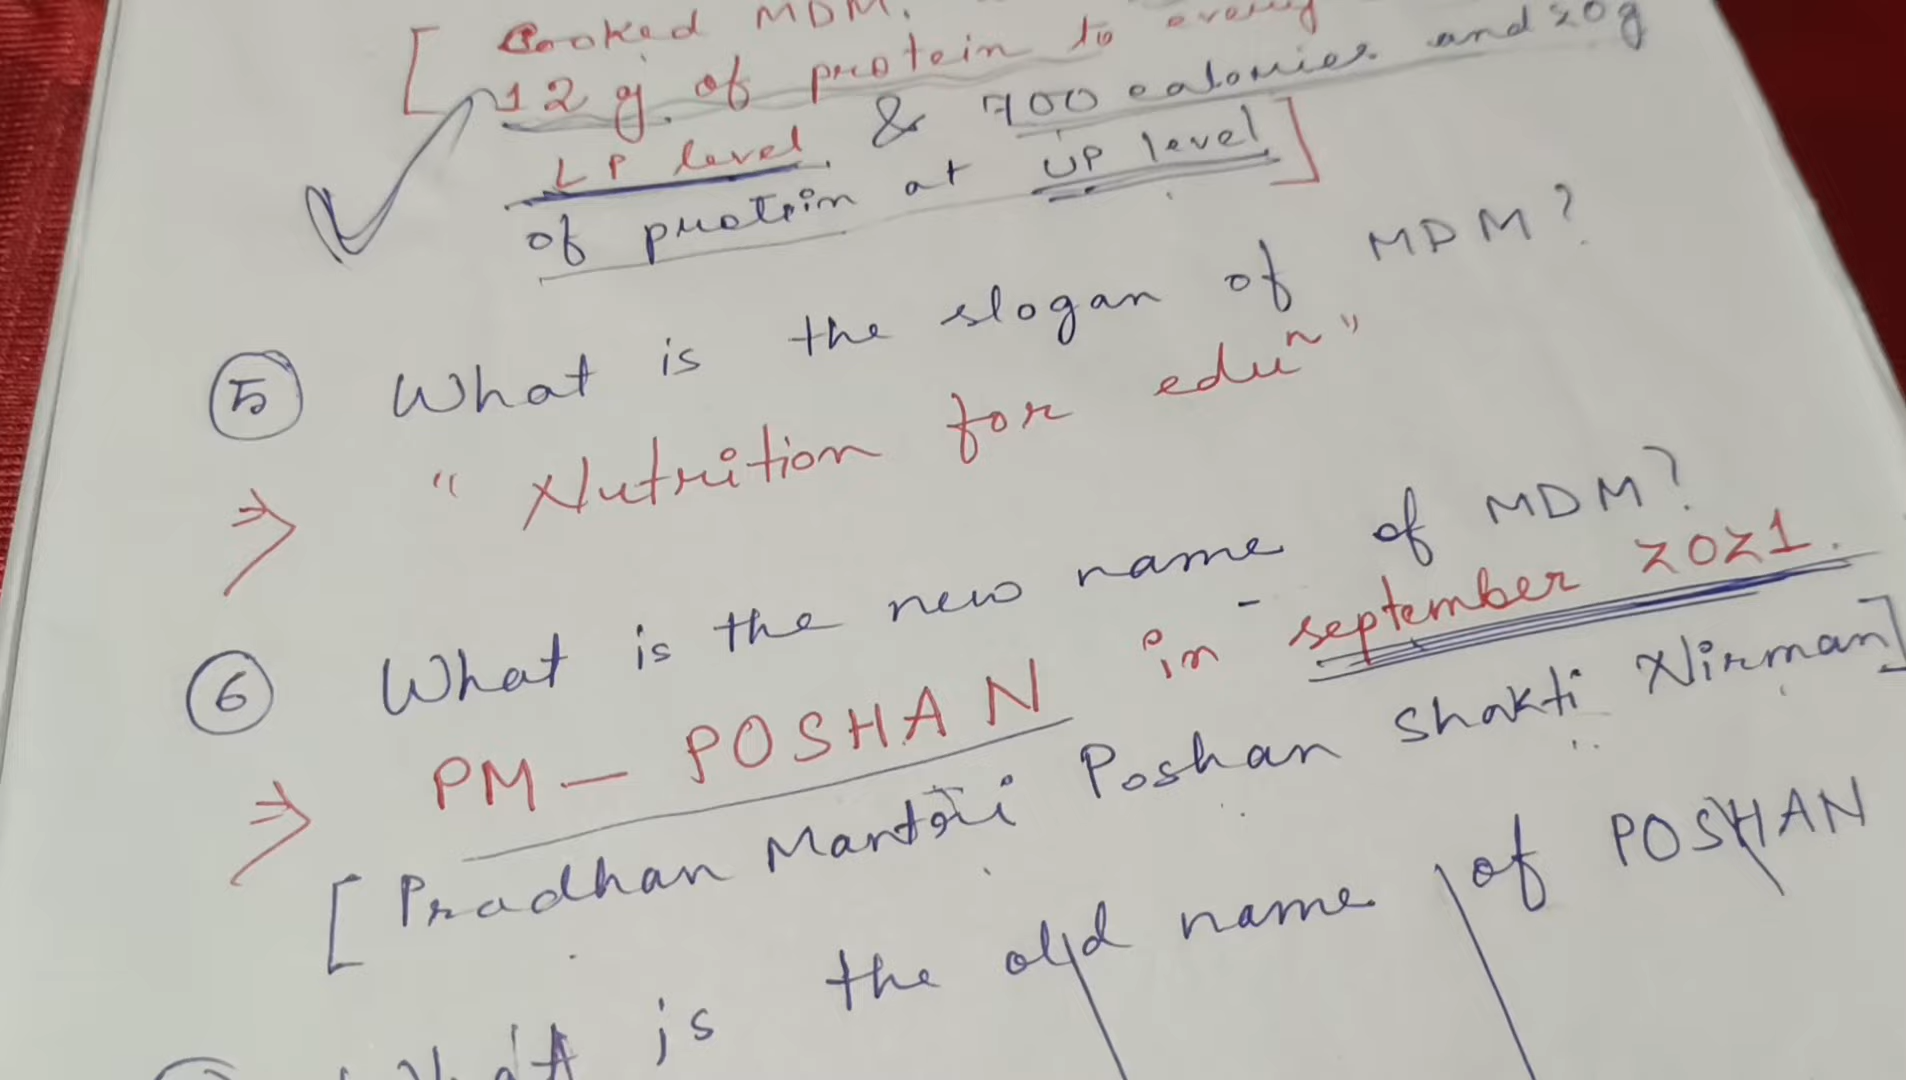 [ Cooked MDM.
12 g of protein to every
LP level & 700 calories and 20g
of protein at UP level]
5 What is the slogan of MDM?
⇒ "Nutrition for eduⁿ"
6 What is the new name of MDM?
⇒ PM - POSHAN in september 2021.
[Pradhan Mantri Poshan Shakti Nirman]
What is the old name of POSHAN